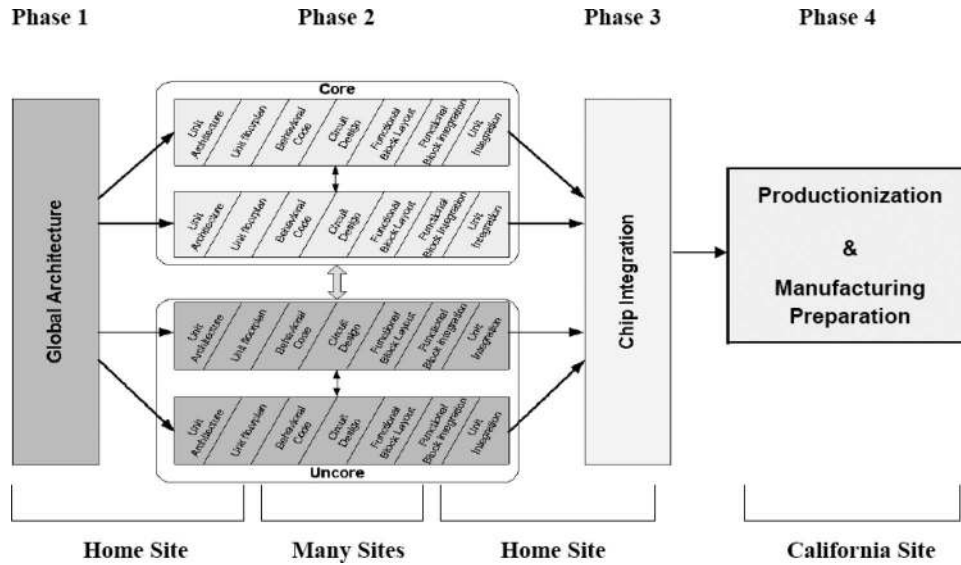 Phase 1
Phase 2
Phase 3
Phase 4
Global Architecture
Core
Unit
Architecture
Unit floorplan
Behavioral
Code
Circuit
Design
Functional
Block Layout
Functional
Block Integration
Unit
Integration
Unit
Architecture
Unit floorplan
Behavioral
Code
Circuit
Design
Functional
Block Layout
Functional
Block Integration
Unit
Integration
Unit
Architecture
Unit floorplan
Behavioral
Code
Circuit
Design
Functional
Block Layout
Functional
Block Integration
Unit
Integration
Unit
Architecture
Unit floorplan
Behavioral
Code
Circuit
Design
Functional
Block Layout
Functional
Block Integration
Unit
Integration
Uncore
Chip Integration
Productionization
&
Manufacturing
Preparation
Home Site
Many Sites
Home Site
California Site